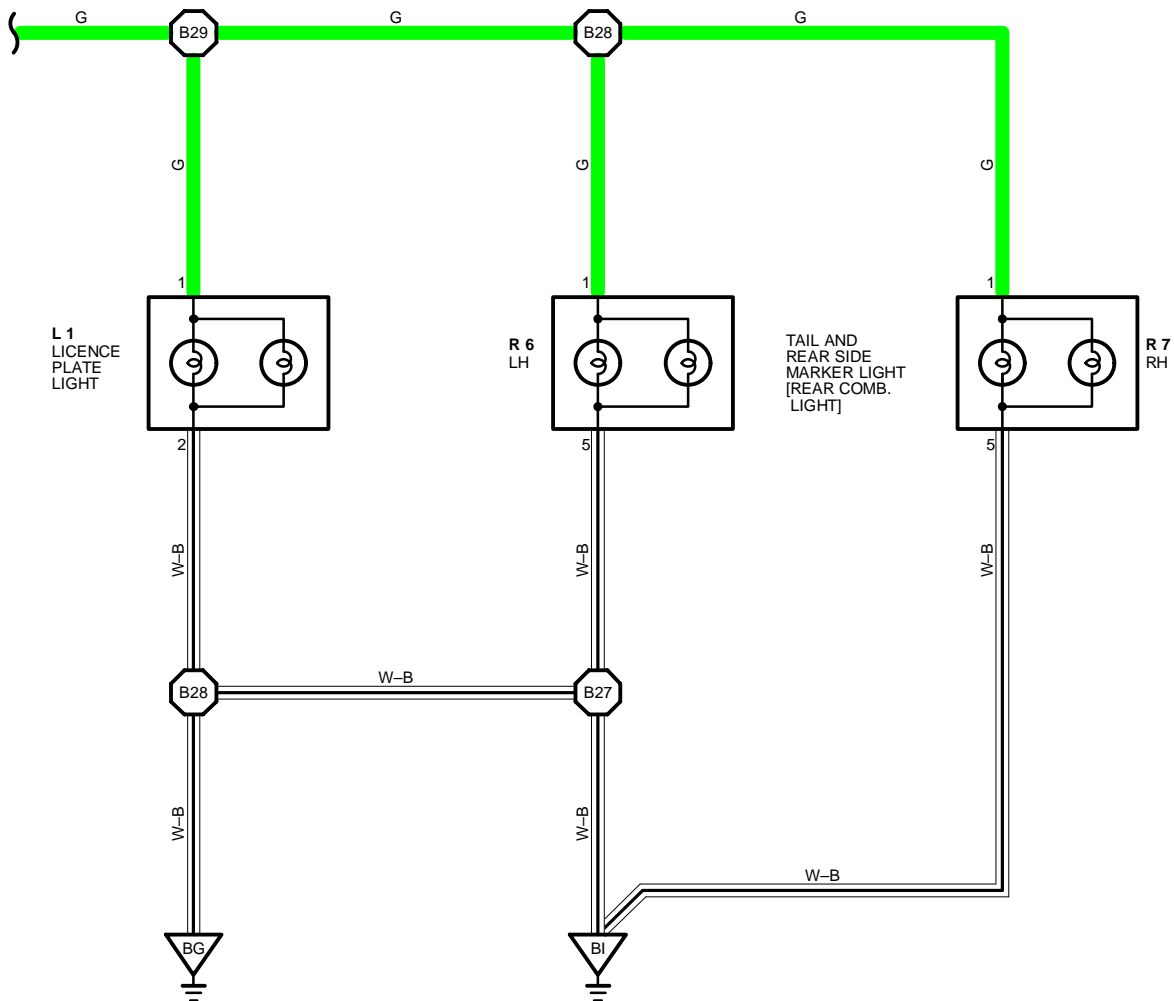 G
G
G
B29
B28
G
G
G
1
1
1
L 1
LICENCE
PLATE
LIGHT
R 6
LH
TAIL AND
REAR SIDE
MARKER LIGHT
[REAR COMB.
LIGHT]
R 7
RH
2
5
5
W–B
W–B
W–B
B28
W–B
B27
W–B
W–B
W–B
BG
BI